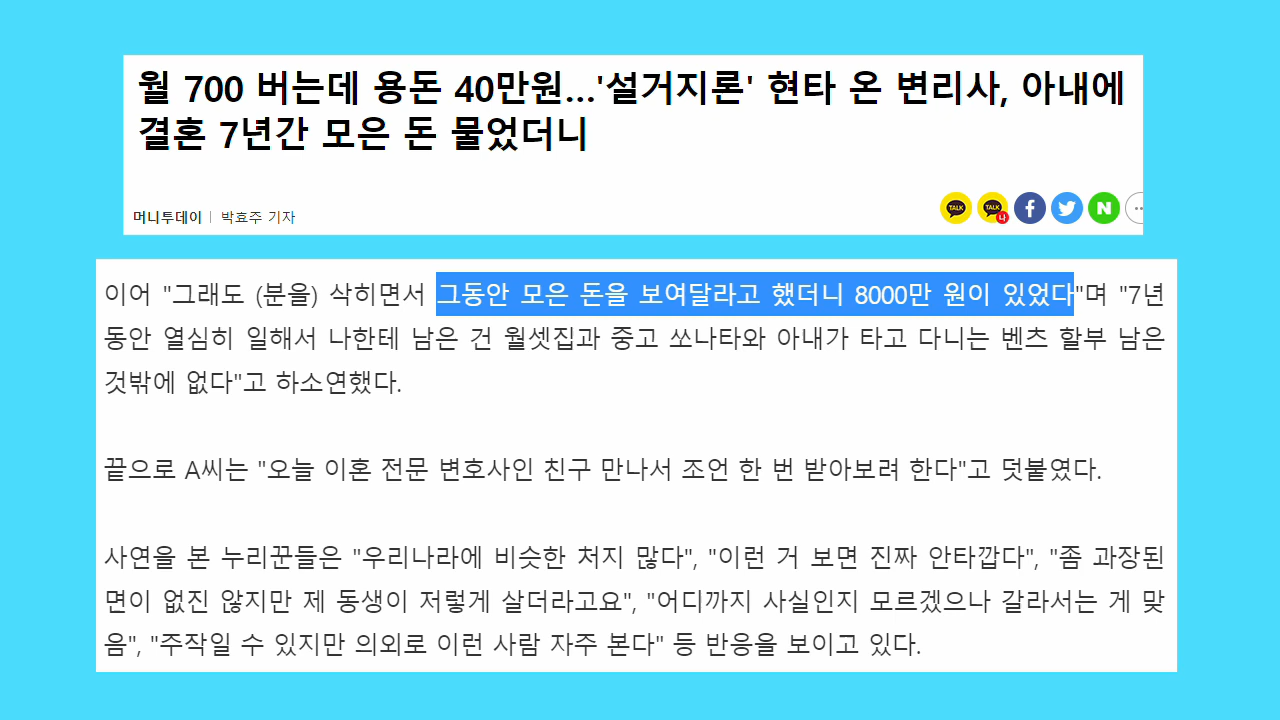 월 700 버는데 용돈 40만원...'설거지론' 현타 온 변리사, 아내에
결혼 7년간 모은 돈 물었더니
머니투데이 | 박효주 기자
TALK TALK 나 f N ...
이어 "그래도 (분을) 삭히면서 그동안 모은 돈을 보여달라고 했더니 8000만 원이 있었다"며 "7년
동안 열심히 일해서 나한테 남은 건 월셋집과 중고 쏘나타와 아내가 타고 다니는 벤츠 할부 남은
것밖에 없다"고 하소연했다.
끝으로 A씨는 "오늘 이혼 전문 변호사인 친구 만나서 조언 한 번 받아보려 한다"고 덧붙였다.
사연을 본 누리꾼들은 "우리나라에 비슷한 처지 많다", "이런 거 보면 진짜 안타깝다", "좀 과장된
면이 없진 않지만 제 동생이 저렇게 살더라고요", "어디까지 사실인지 모르겠으나 갈라서는 게 맞
음", "주작일 수 있지만 의외로 이런 사람 자주 본다" 등 반응을 보이고 있다.